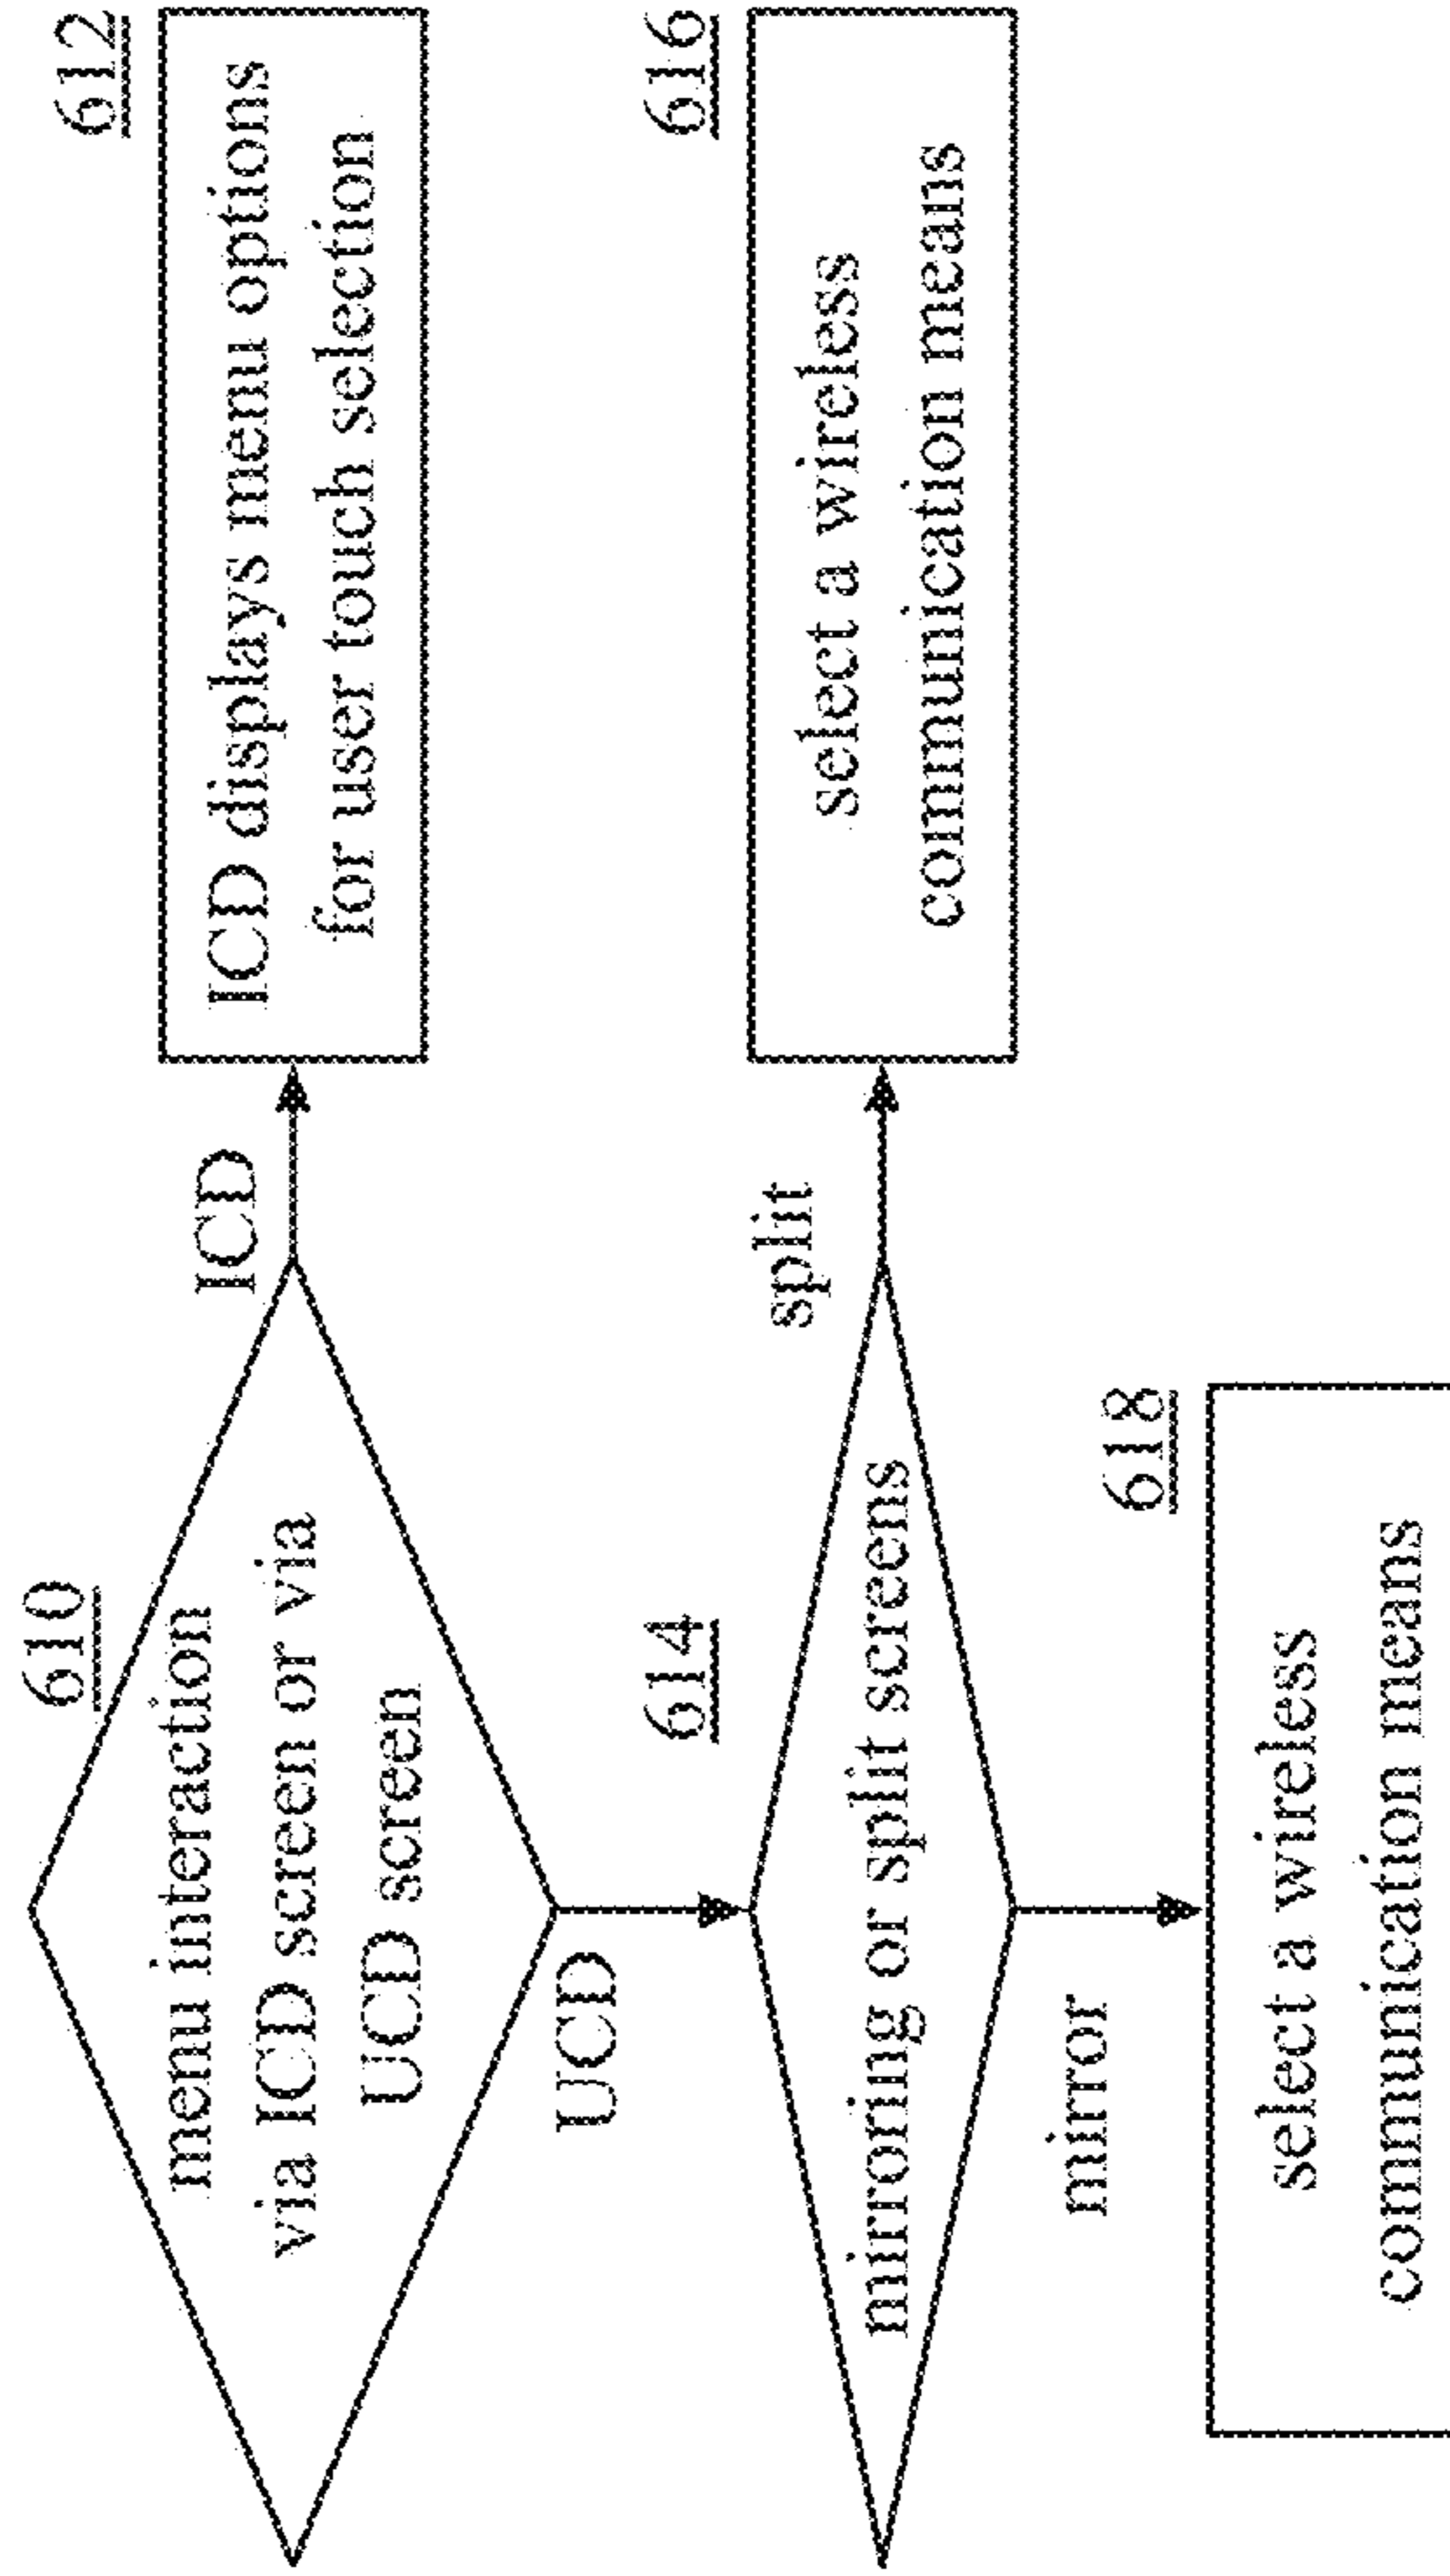 610
menu interaction
via ICD screen or via
UCD screen
ICD
612
ICD displays menu options
for user touch selection
UCD
614
mirroring or split screens
split
616
select a wireless
communication means
mirror
618
select a wireless
communication means